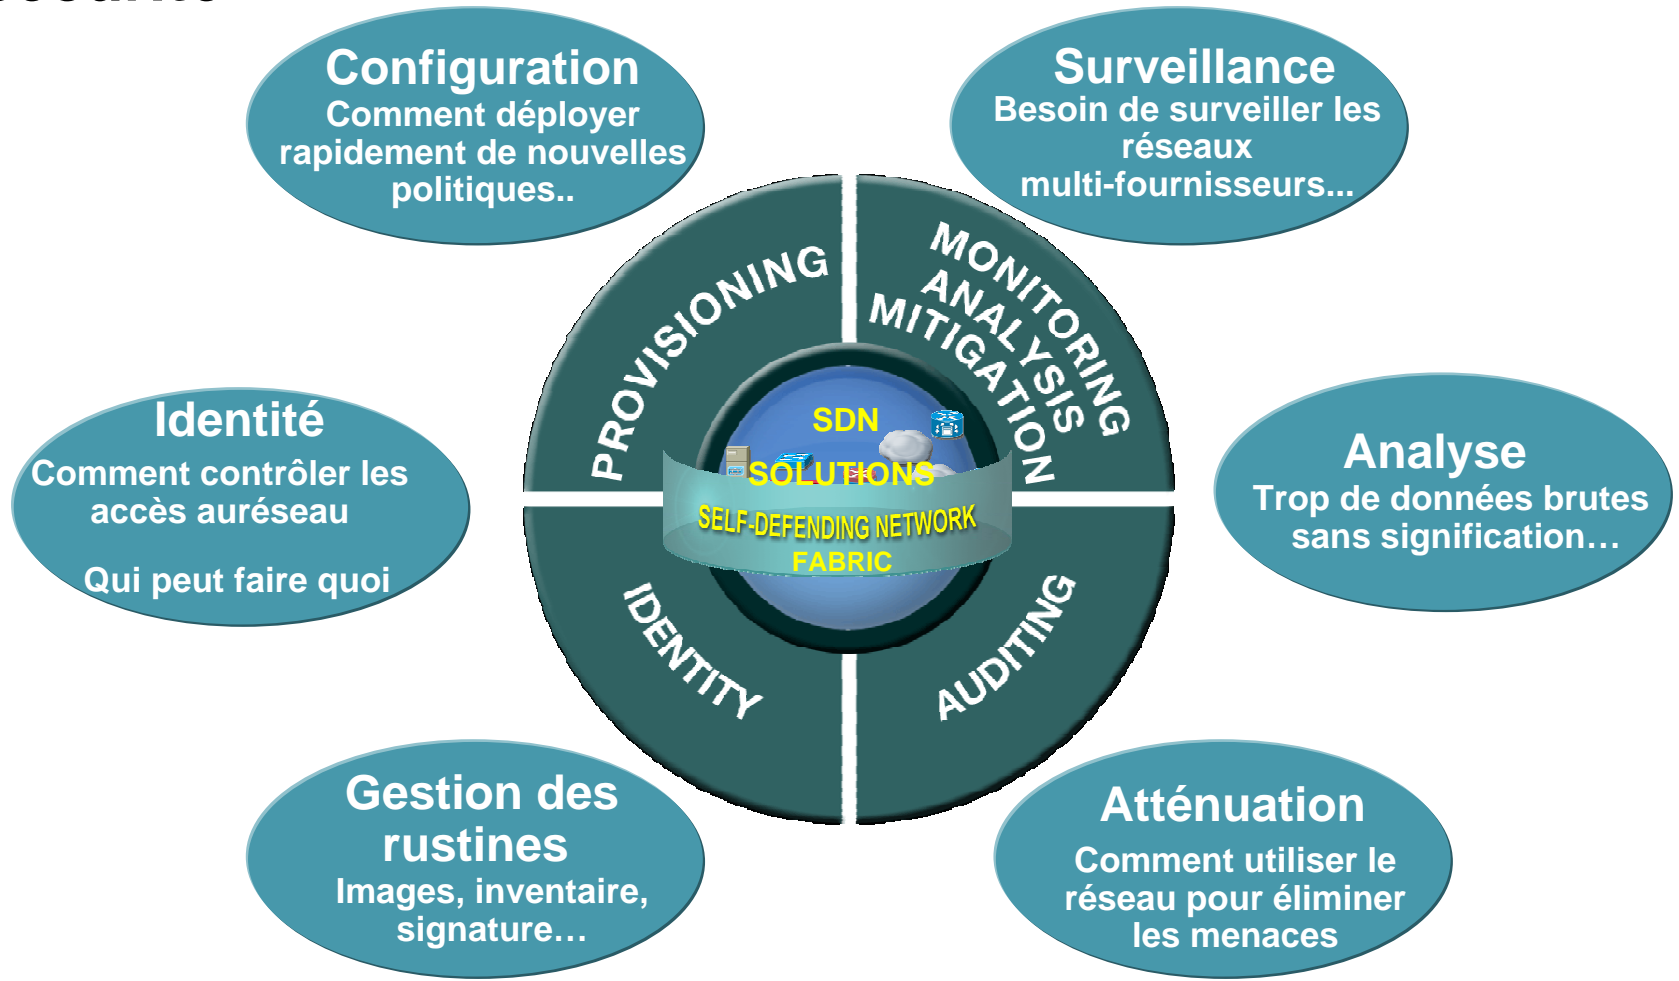 Configuration
Comment déployer
rapidement de nouvelles
politiques..
Surveillance
Besoin de surveiller les
réseaux
multi-fournisseurs...
PROVISIONING
MONITORING
ANALYSIS
MITIGATION
Identité
Comment contrôler les
accès auréseau
Qui peut faire quoi
SDN
SOLUTIONS
SELF-DEFENDING NETWORK
FABRIC
Analyse
Trop de données brutes
sans signification…
IDENTITY
AUDITING
Gestion des
rustines
Images, inventaire,
signature…
Atténuation
Comment utiliser le
réseau pour éliminer
les menaces